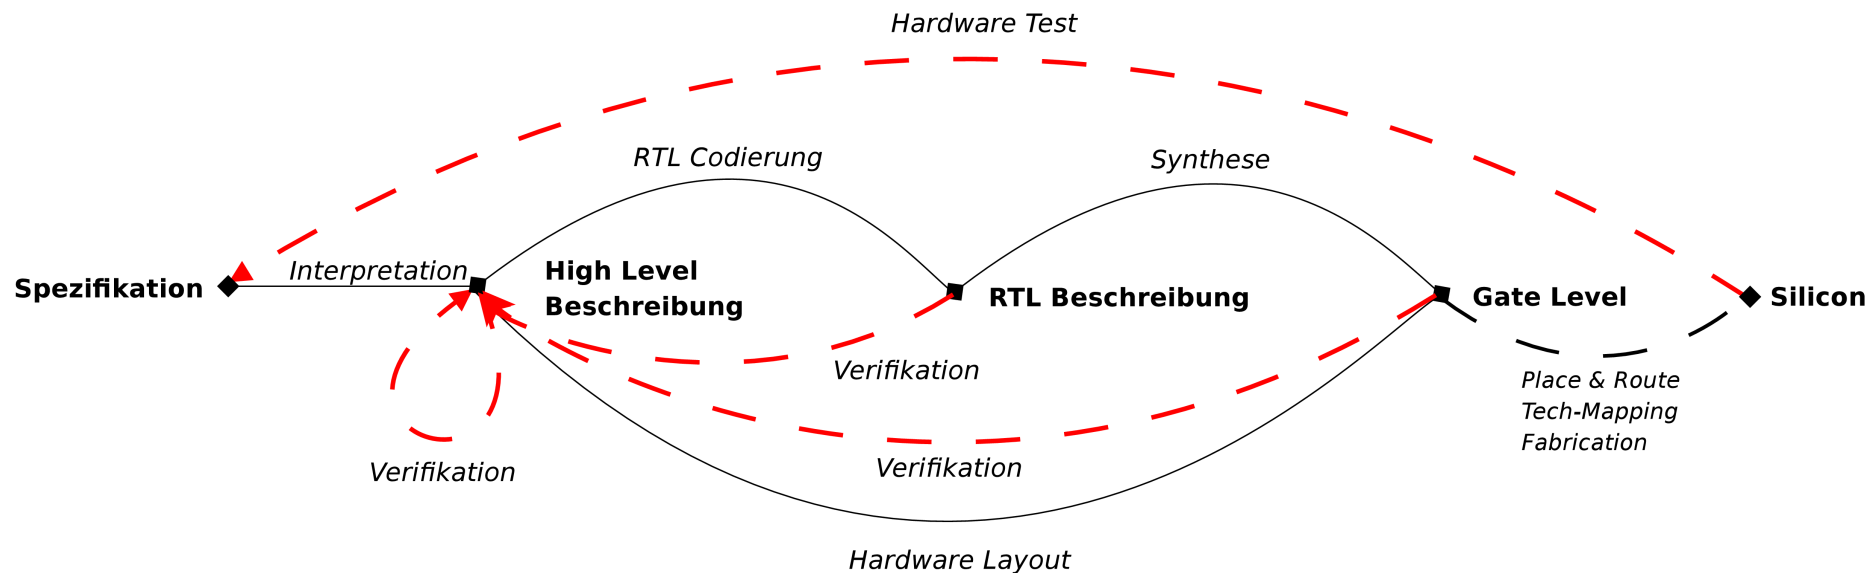 Hardware Test
RTL Codierung
Synthese
Interpretation
Spezifikation
High Level
Beschreibung
RTL Beschreibung
Gate Level
Silicon
Verifikation
Place & Route
Tech-Mapping
Fabrication
Verifikation
Verifikation
Hardware Layout